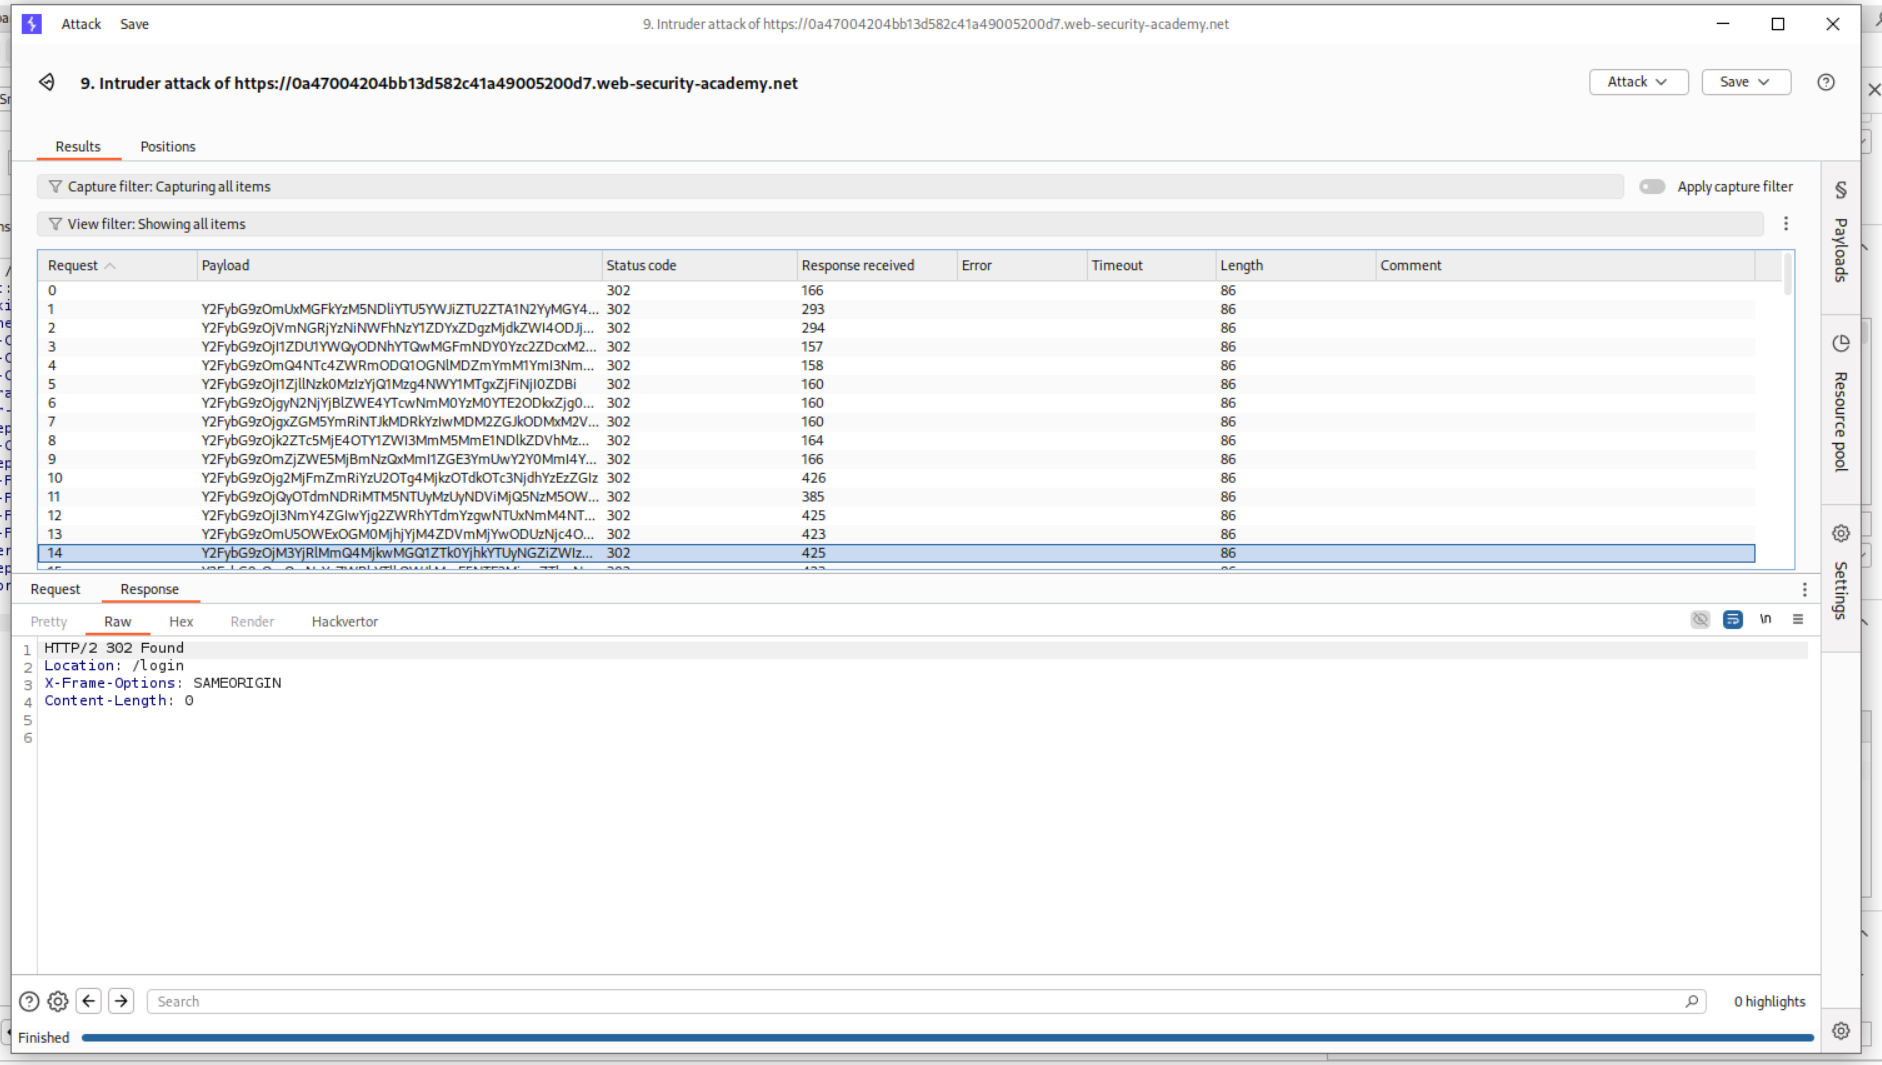 Attack Save 9. Intruder attack of https://0a47004204bb13d582c41a49005200d7.web-security-academy.net
9. Intruder attack of https://0a47004204bb13d582c41a49005200d7.web-security-academy.net Attack Save
Results Positions
Capture filter: Capturing all items Apply capture filter
View filter: Showing all items
Request Payload Status code Response received Error Timeout Length Comment
0 302 166 86
1 Y2FybG9zOmUxMGFkYzM5NDliYTU5YWJiZTU2ZTA1N2YyMGY4... 302 293 86
2 Y2FybG9zOjVmNGRjYzNiNWFhNzY1ZDYxZDgzMjdkZWI4ODJj... 302 294 86
3 Y2FybG9zOjI1ZDU1YWQyODNhYTQwMGFmNDY0Yzc2ZDcxM2... 302 157 86
4 Y2FybG9zOmQ4NTc4ZWRmODQ1OGNlMDZmYmM1YmI3Nm... 302 158 86
5 Y2FybG9zOjI1ZjllNzk0MzIzYjQ1Mzg4NWY1MTgxZjFiNjI0ZDBi 302 160 86
6 Y2FybG9zOjgyN2NjYjBlZWE4YTcwNmM0YzM0YTE2ODkxZjg0... 302 160 86
7 Y2FybG9zOjgxZGM5YmRiNTJkMDRkYzIwMDM2ZGJkODMxM2V... 302 160 86
8 Y2FybG9zOjk2ZTc5MjE4OTY1ZWI3MmM5MmE1NDlkZDVhMz... 302 164 86
9 Y2FybG9zOmZjZWE5MjBmNzQxMmI1ZGE3YmUwY2Y0MmI4Y... 302 166 86
10 Y2FybG9zOjg2MjFmZmRiYzU2OTg4MjkzOTdkOTc3NjdhYzEzZGIz 302 426 86
11 Y2FybG9zOjQyOTdmNDRiMTM5NTUyMzUyNDViMjQ5NzM5OW... 302 385 86
12 Y2FybG9zOjI3NmY4ZGIwYjg2ZWRhYTdmYzgwNTUxNmM4NT... 302 425 86
13 Y2FybG9zOmU5OWExOGM0MjhjYjM4ZDVmMjYwODUzNjc4O... 302 423 86
14 Y2FybG9zOjM3YjRlMmQ4MjkwMGQ1ZTk0YjhkYTUyNGZiZWIz... 302 425 86
Payloads
Resource pool
Settings
Request Response
Pretty Raw Hex Render Hackvertor \n
1 HTTP/2 302 Found
2 Location: /login
3 X-Frame-Options: SAMEORIGIN
4 Content-Length: 0
5
6
Search 0 highlights
Finished